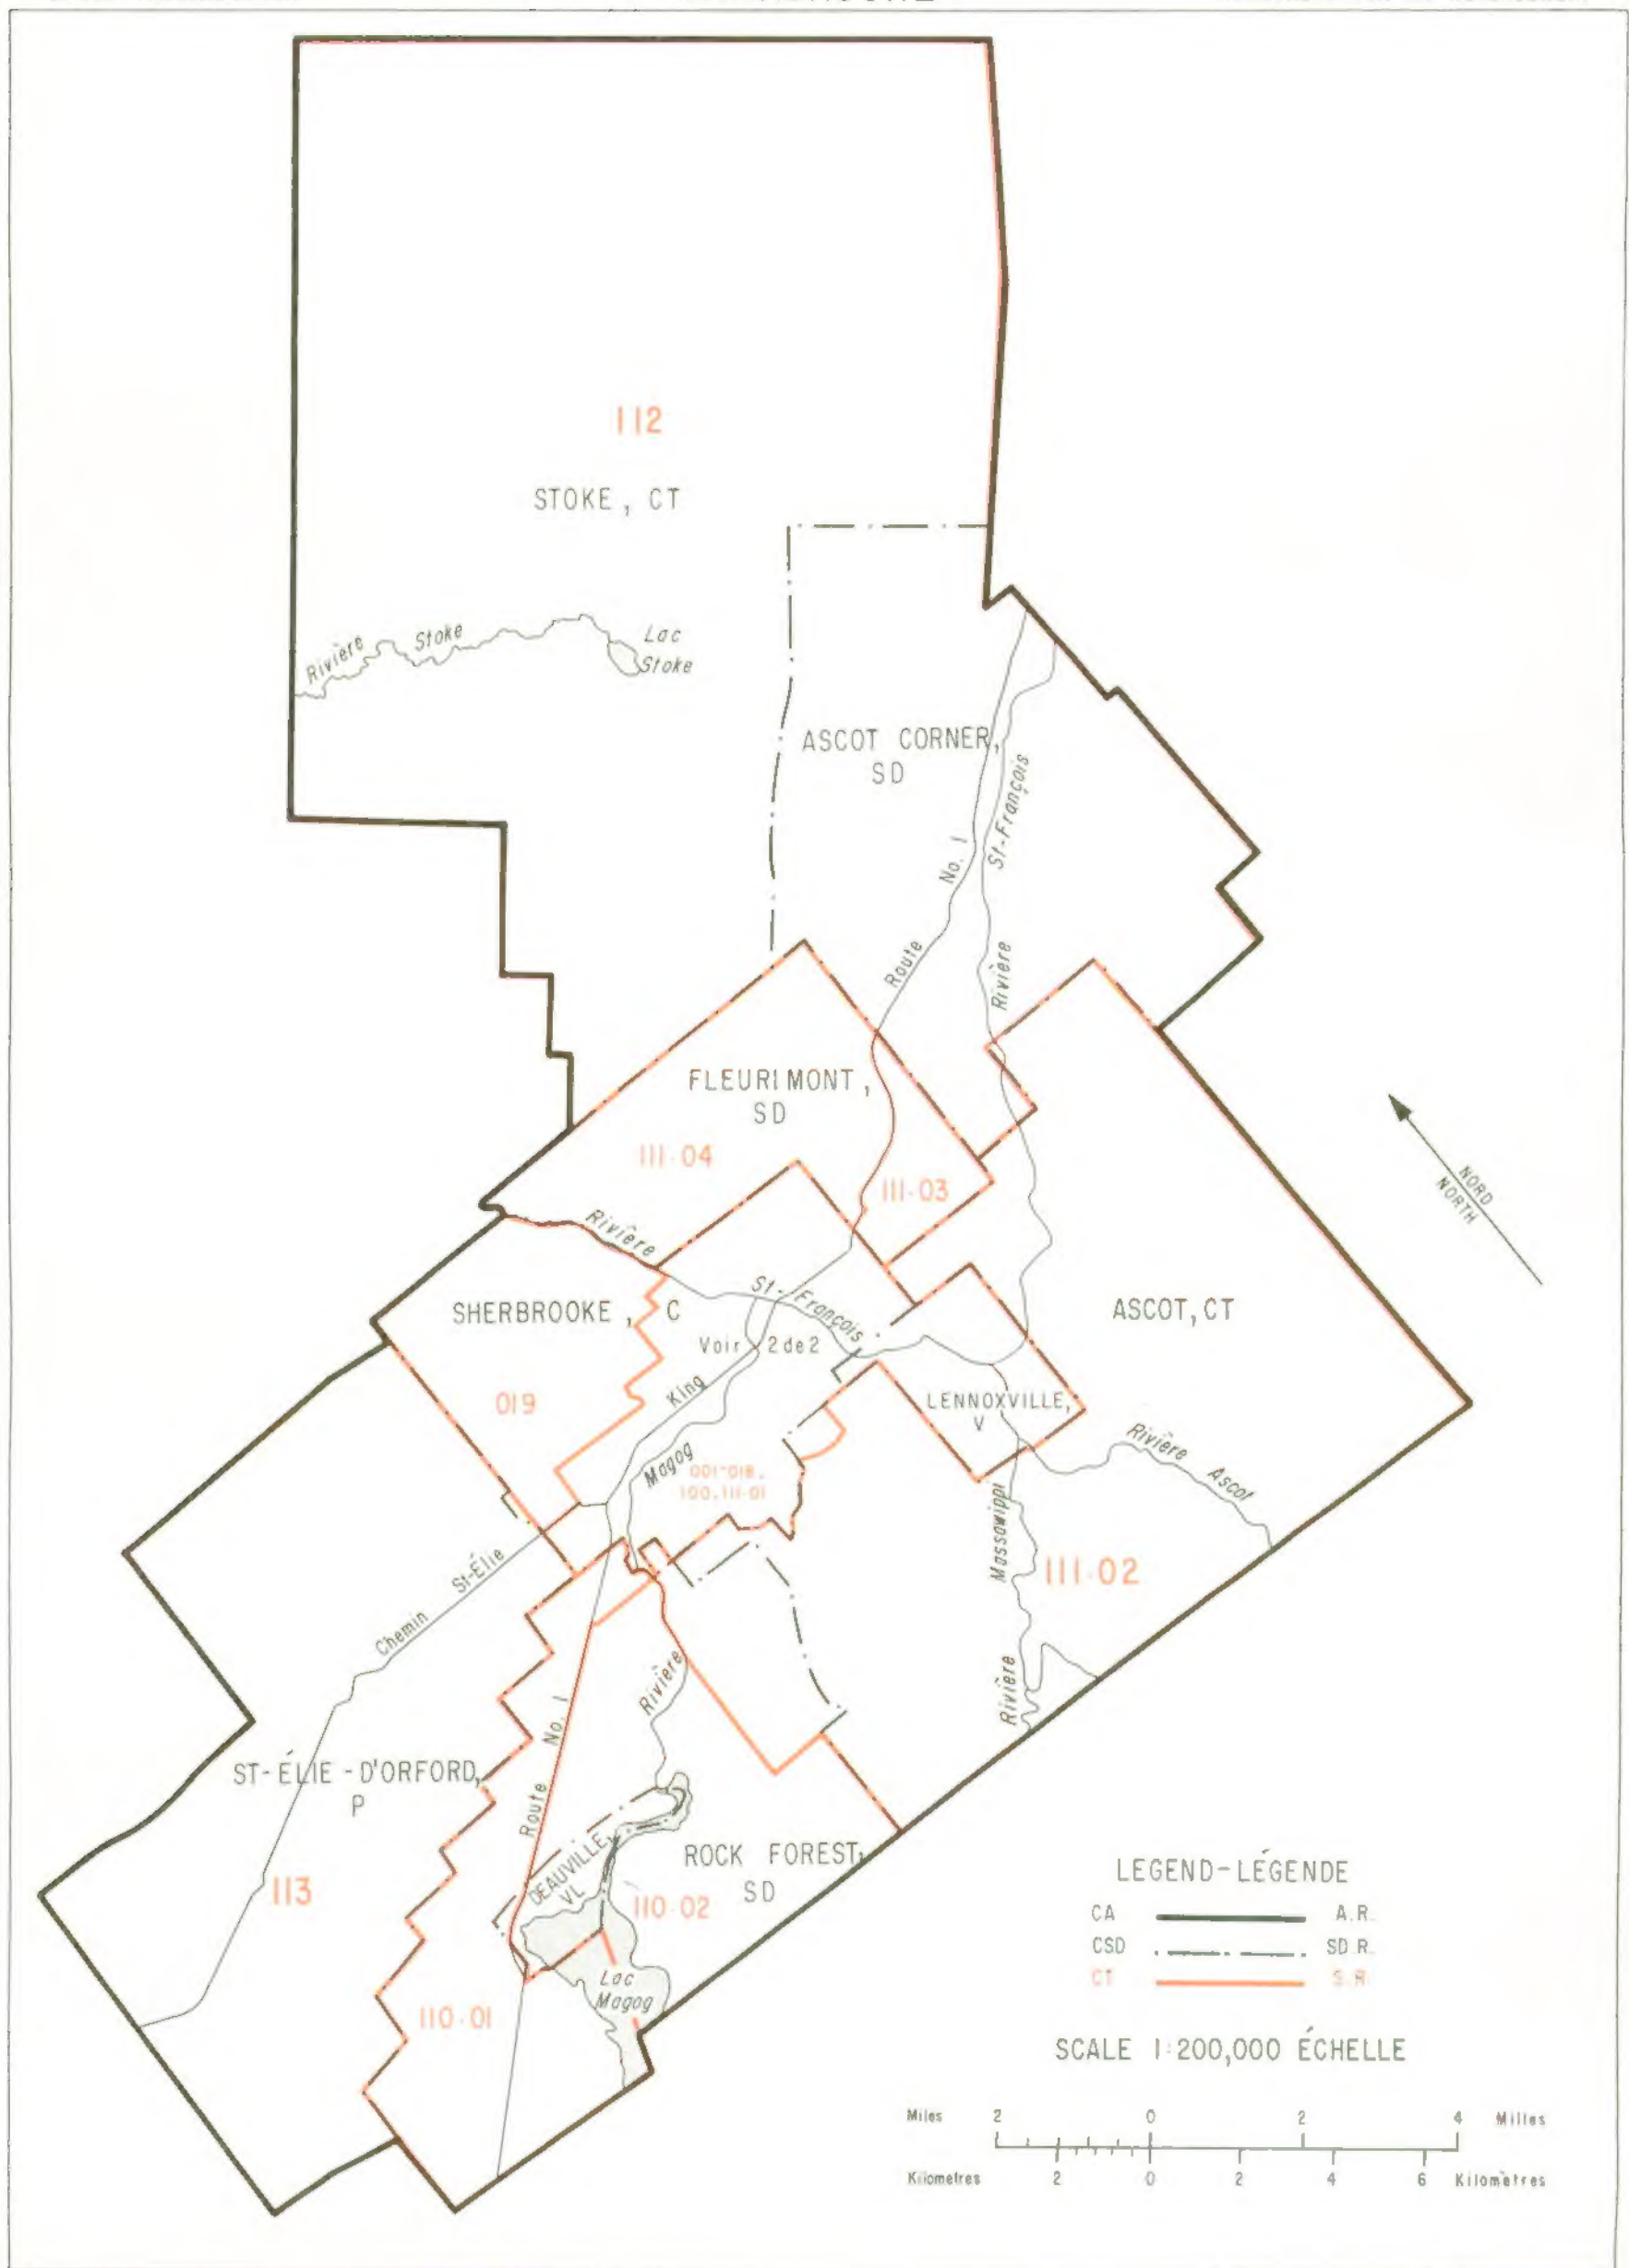 112
STOKE, CT
Rivière Stoke
Lac
Stoke
ASCOT CORNER,
SD
Route No. 1
Rivière St-François
FLEURIMONT,
SD
111.04
111.03
NORD
NORTH
Rivière St-François
SHERBROOKE, C
ASCOT, CT
Voir 2 de 2
019
King
LENNOXVILLE,
V
Magog
001-018,
100, 111.01
Rivière Ascot
Rivière Massawippi
111.02
Chemin St-Élie
Rivière
Route No. 1
ST-ÉLIE-D'ORFORD,
P
DEAUVILLE,
VL
ROCK FOREST,
SD
113
110.02
Lac
Magog
110.01
LEGEND-LÉGENDE
CA A.R.
CSD SD.R.
CT S.R.
SCALE 1:200,000 ÉCHELLE
Miles 2 0 2 4 Milles
Kilometres 2 0 2 4 6 Kilomètres